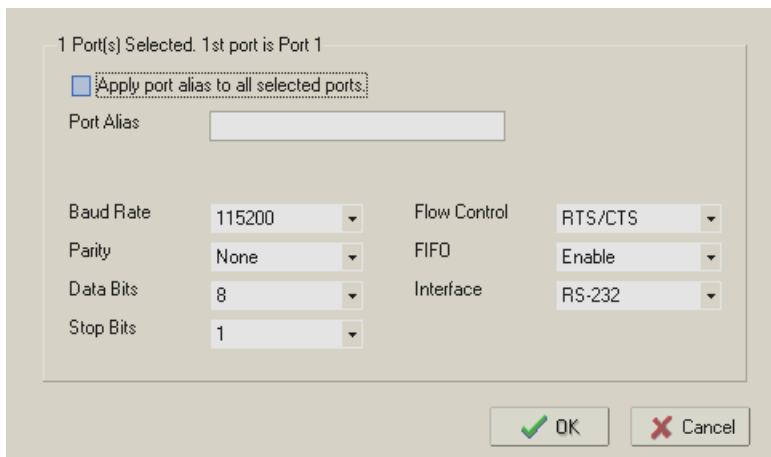 1 Port(s) Selected. 1st port is Port 1
Apply port alias to all selected ports.
Port Alias
Baud Rate 115200 Flow Control RTS/CTS
Parity None FIFO Enable
Data Bits 8 Interface RS-232
Stop Bits 1
OK Cancel